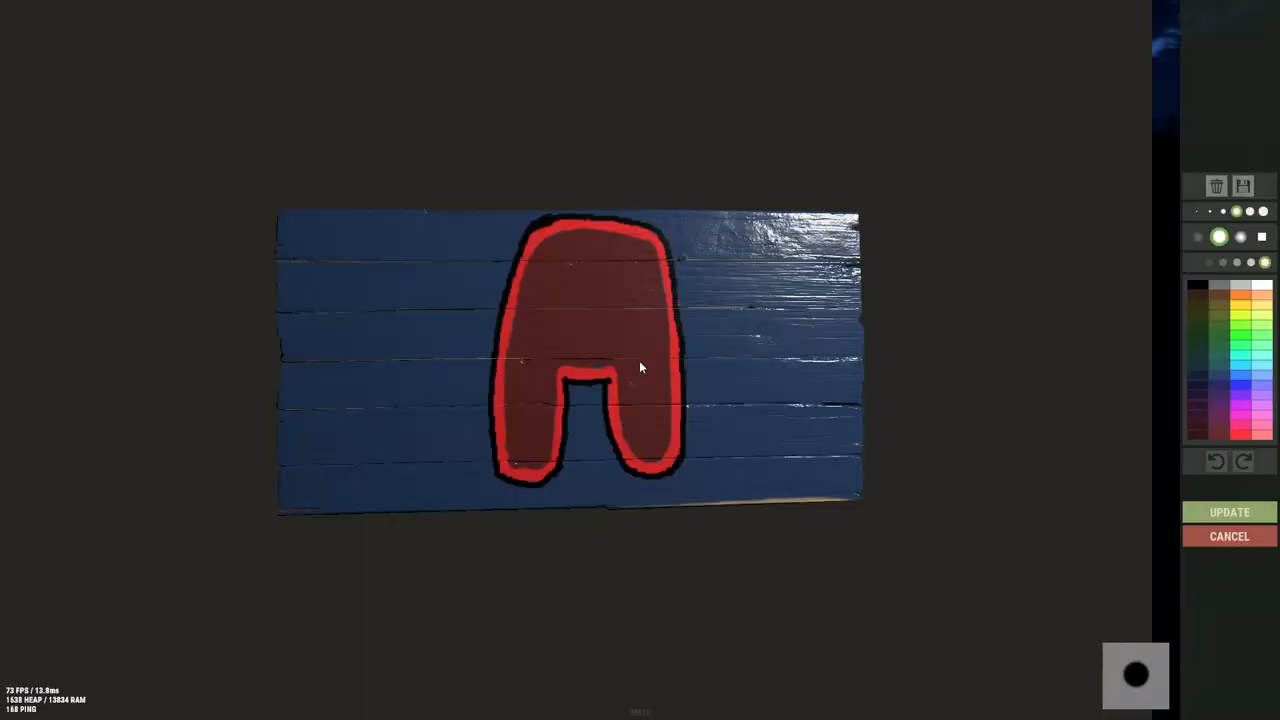 UPDATE
CANCEL
73 FPS / 13.8ms
1638 HEAP / 13834 RAM
168 PING